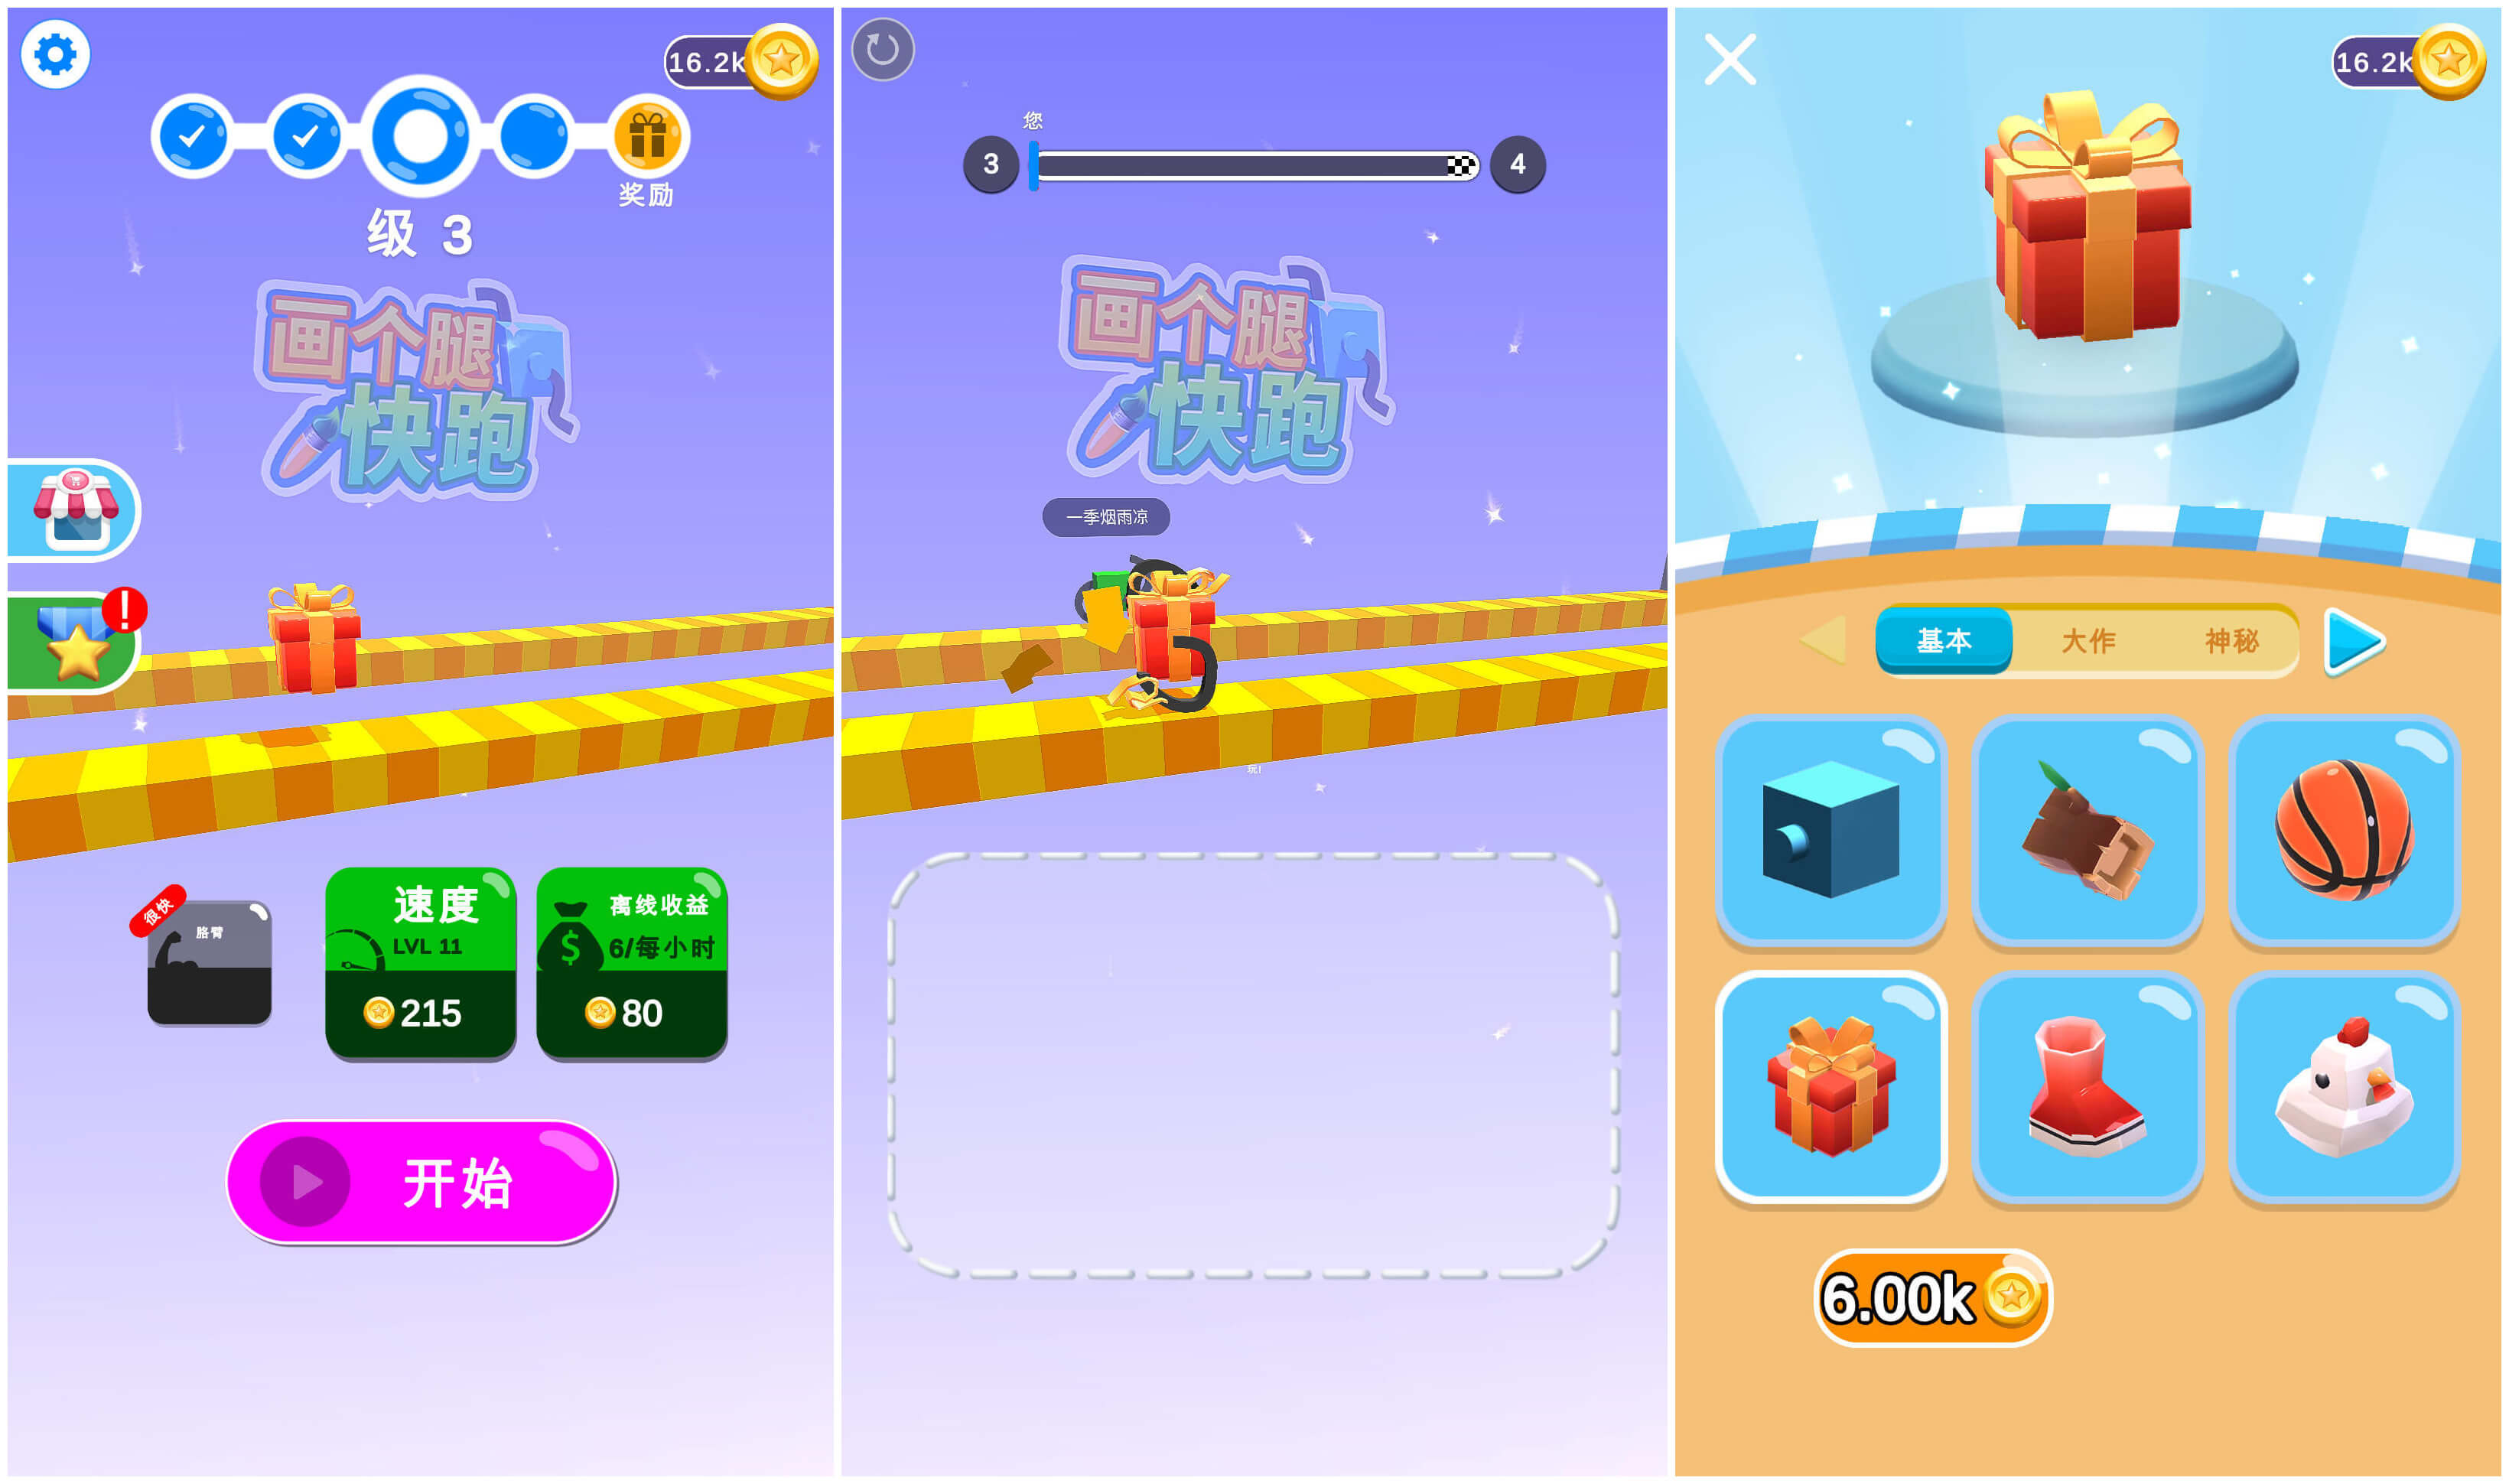 16.2k
奖励
级 3
画个腿
快跑
!
很快
胳臂
速度
LVL 11
215
离线收益
6/每小时
$
80
开始
您
3
4
画个腿
快跑
一季烟雨凉
玩!
16.2k
基本
大作
神秘
6.00k